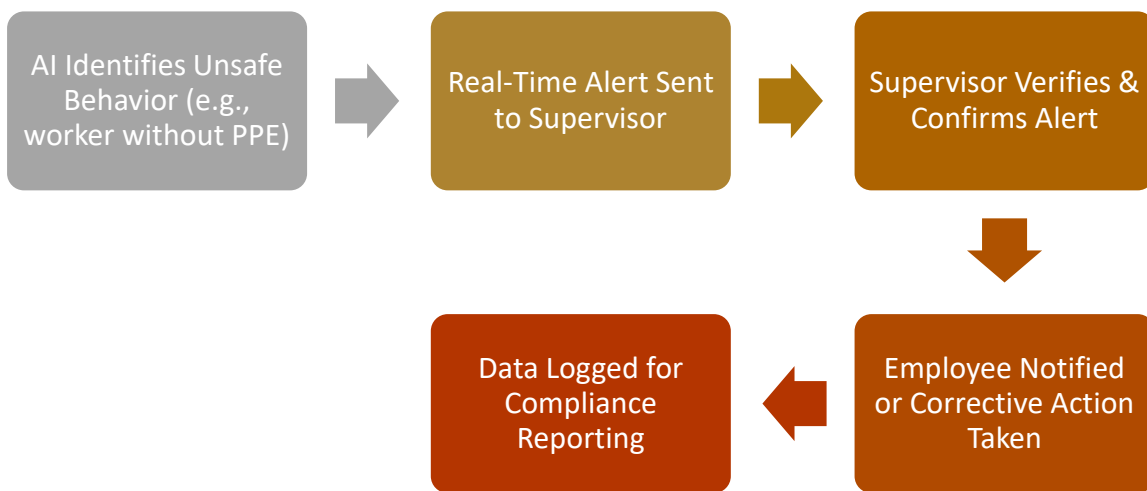 AI Identifies Unsafe
Behavior (e.g.,
worker without PPE)
Real-Time Alert Sent
to Supervisor
Supervisor Verifies &
Confirms Alert
Employee Notified
or Corrective Action
Taken
Data Logged for
Compliance
Reporting